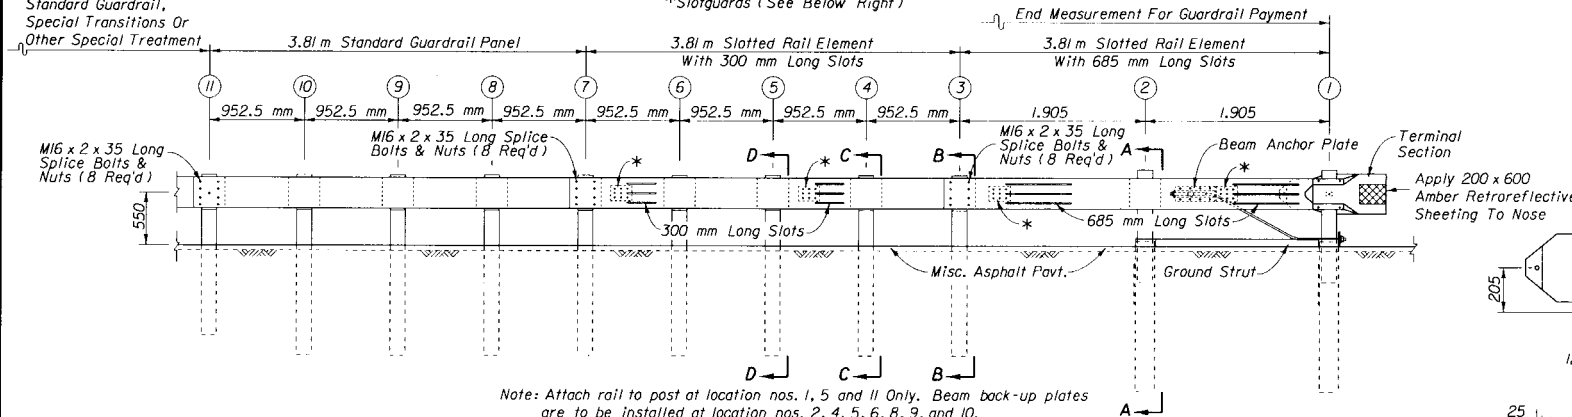 Standard Guardrail,
Special Transitions Or
Other Special Treatment
*Slotguards (See Below Right)
End Measurement For Guardrail Payment
3.81 m Standard Guardrail Panel
3.81 m Slotted Rail Element
With 300 mm Long Slots
3.81 m Slotted Rail Element
With 685 mm Long Slots
11 10 9 8 7 6 5 4 3 2 1
952.5 mm 952.5 mm 952.5 mm 952.5 mm 952.5 mm 952.5 mm 952.5 mm 952.5 mm 1.905 1.905
M16 x 2 x 35 Long
Splice Bolts &
Nuts (8 Req'd)
M16 x 2 x 35 Long Splice
Bolts & Nuts (8 Req'd)
M16 x 2 x 35 Long
Splice Bolts &
Nuts (8 Req'd)
D C B A
* * * *
Beam Anchor Plate
Terminal
Section
Apply 200 x 600
Amber Retroreflective
Sheeting To Nose
550
300 mm Long Slots
685 mm Long Slots
Misc. Asphalt Pavt.
Ground Strut
205
D C B
A
Note: Attach rail to post at location nos. 1, 5 and 11 Only. Beam back-up plates
are to be installed at location nos. 2, 4, 5, 6, 8, 9, and 10.
25